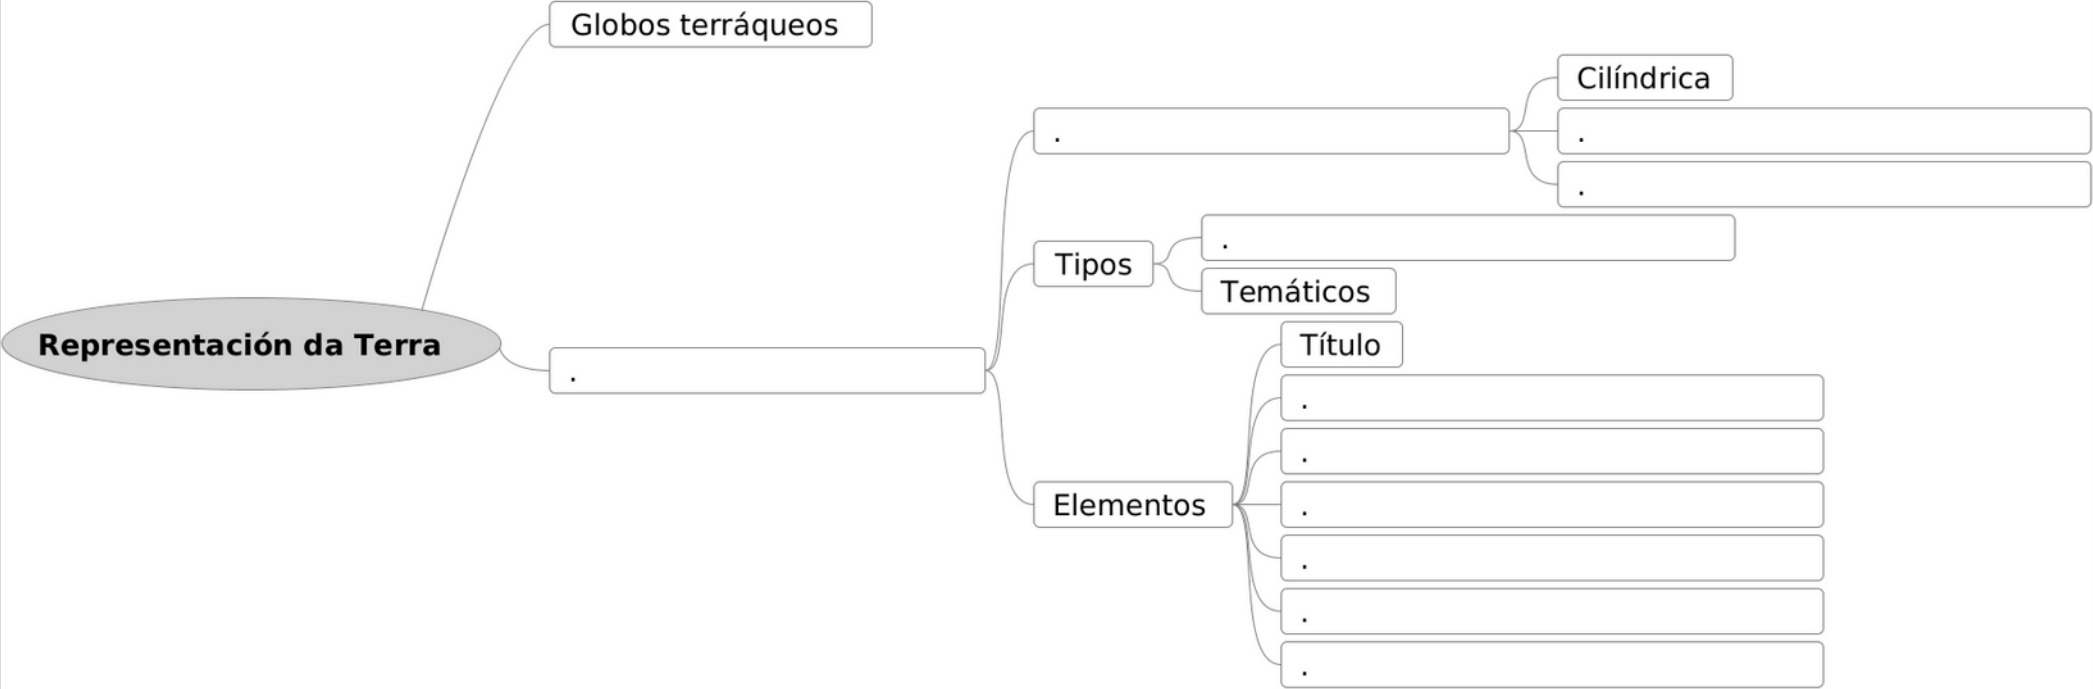 Globos terráqueos
Cilíndrica
.
.
.
.
Tipos
Temáticos
Representación da Terra
.
Título
.
.
Elementos
.
.
.
.